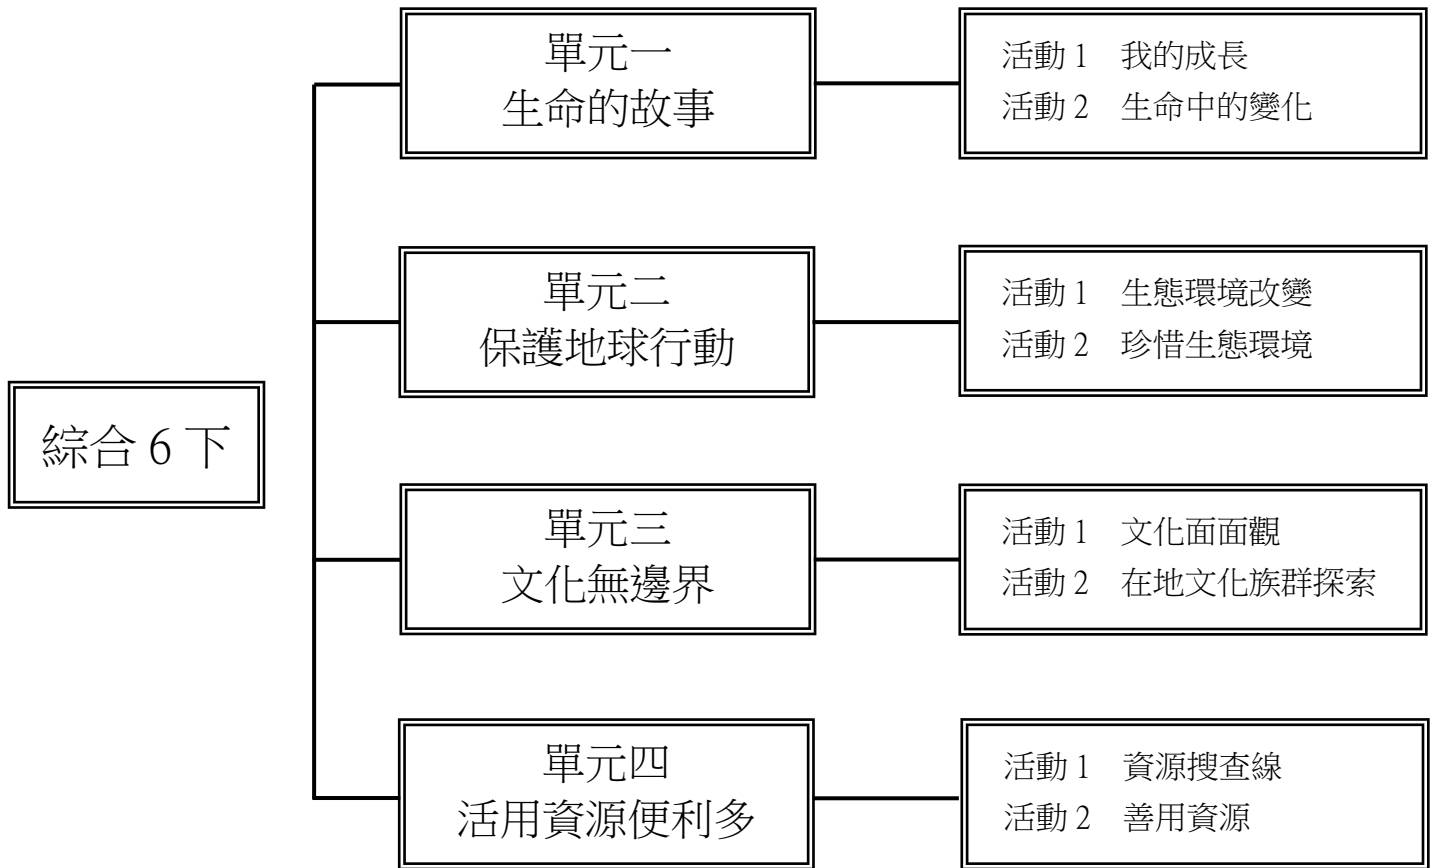 單元一
生命的故事
活動 1　我的成長
活動 2　生命中的變化
單元二
保護地球行動
活動 1　生態環境改變
活動 2　珍惜生態環境
綜合 6 下
單元三
文化無邊界
活動 1　文化面面觀
活動 2　在地文化族群探索
單元四
活用資源便利多
活動 1　資源搜查線
活動 2　善用資源